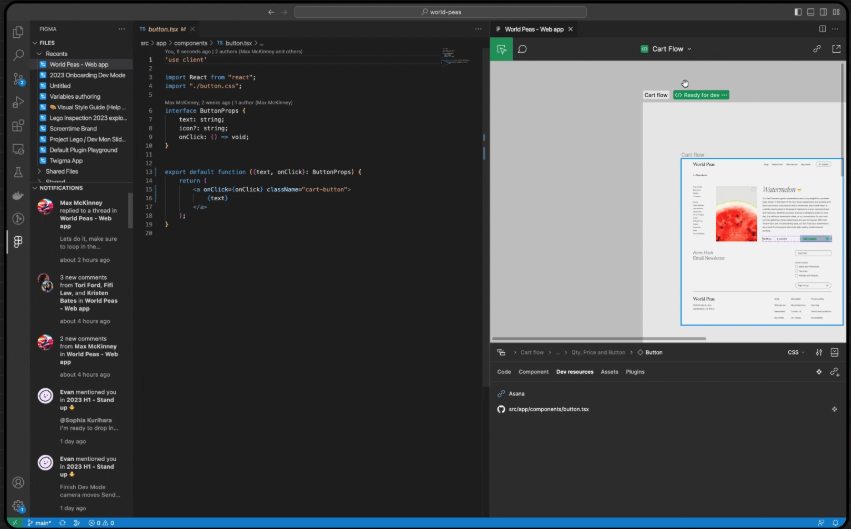 world-peas
FIGMA
FILES
Recents
World Peas - Web app
2023 Onboarding Dev Mode
Untitled
Variables authoring
Visual Style Guide (Help ...
Lego Inspection 2023 explo...
Screentime Brand
Project Lego / Dev Mon Slid...
Default Plugin Playground
Twigma App
Shared Files
NOTIFICATIONS
Max McKinney
replied to a thread in
World Peas - Web
app
Lets do it, make sure
to loop in the...
about 2 hours ago
3 new comments
from Tori Ford, Fifi
Law, and Kristen
Bates in World Peas
- Web app
about 4 hours ago
2 new comments
from Max McKinney
in World Peas - Web
app
about 4 hours ago
Evan mentioned you
in 2023 H1 - Stand
up
@Sophia Kurihara
I'm ready to drop in...
1 day ago
Evan mentioned you
in 2023 H1 - Stand
up
Finish Dev Mode
camera moves Send...
1 day ago
TS button.tsx M
src > app > components > TS button.tsx > ...
You, 8 seconds ago | 2 authors (Max McKinney and others)
1 'use client'
2
3 import React from "react";
4 import "./button.css";
5
Max McKinney, 2 weeks ago | 1 author (Max McKinney)
6 interface ButtonProps {
7 text: string;
8 icon?: string;
9 onClick: () => void;
10 }
11
12
13 export default function ({text, onClick}: ButtonProps) {
14 return (
15 <a onClick={onClick} className="cart-button">
16 {text}
17 </a>
18 );
19 }
20
World Peas - Web app
Cart Flow
Cart flow
Ready for dev
Cart flow
World Peas
Watermelon
Email Newsletter
World Peas
Cart flow > ... > Qty, Price and Button > Button
CSS
Code Component Dev resources Assets Plugins
Asana
src/app/components/button.tsx
main* 0 0